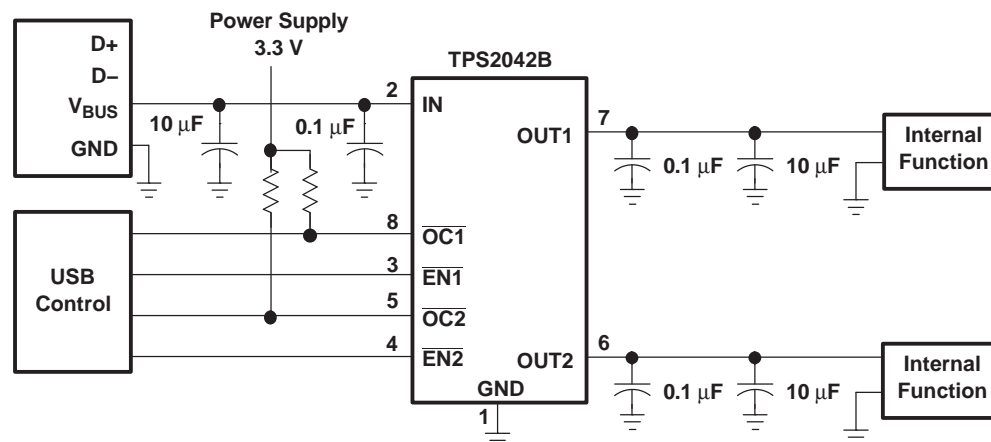 Power Supply
3.3 V
TPS2042B
D+
D−
V_BUS
GND
10 µF
0.1 µF
2
IN
OUT1
7
0.1 µF
10 µF
Internal
Function
USB
Control
8
OC1
3
EN1
5
OC2
4
EN2
GND
1
OUT2
6
0.1 µF
10 µF
Internal
Function